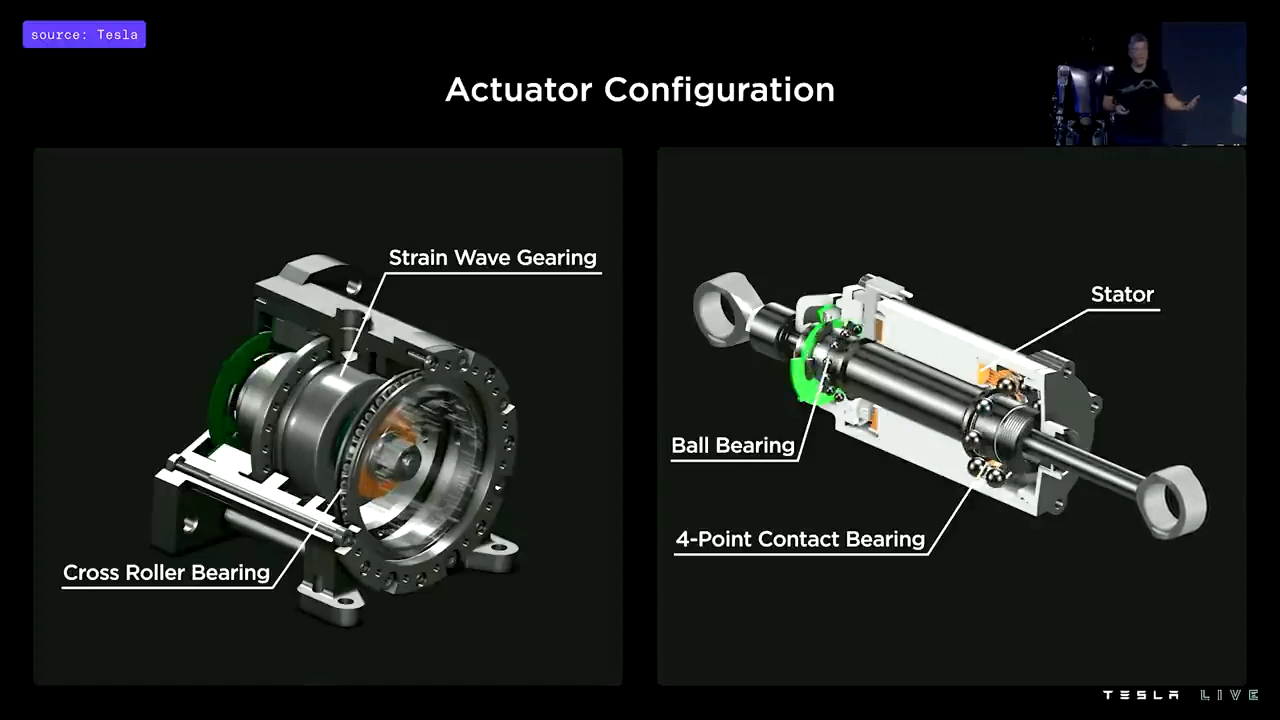 source: Tesla
Actuator Configuration
Strain Wave Gearing
Cross Roller Bearing
Stator
Ball Bearing
4-Point Contact Bearing
TESLA LIVE